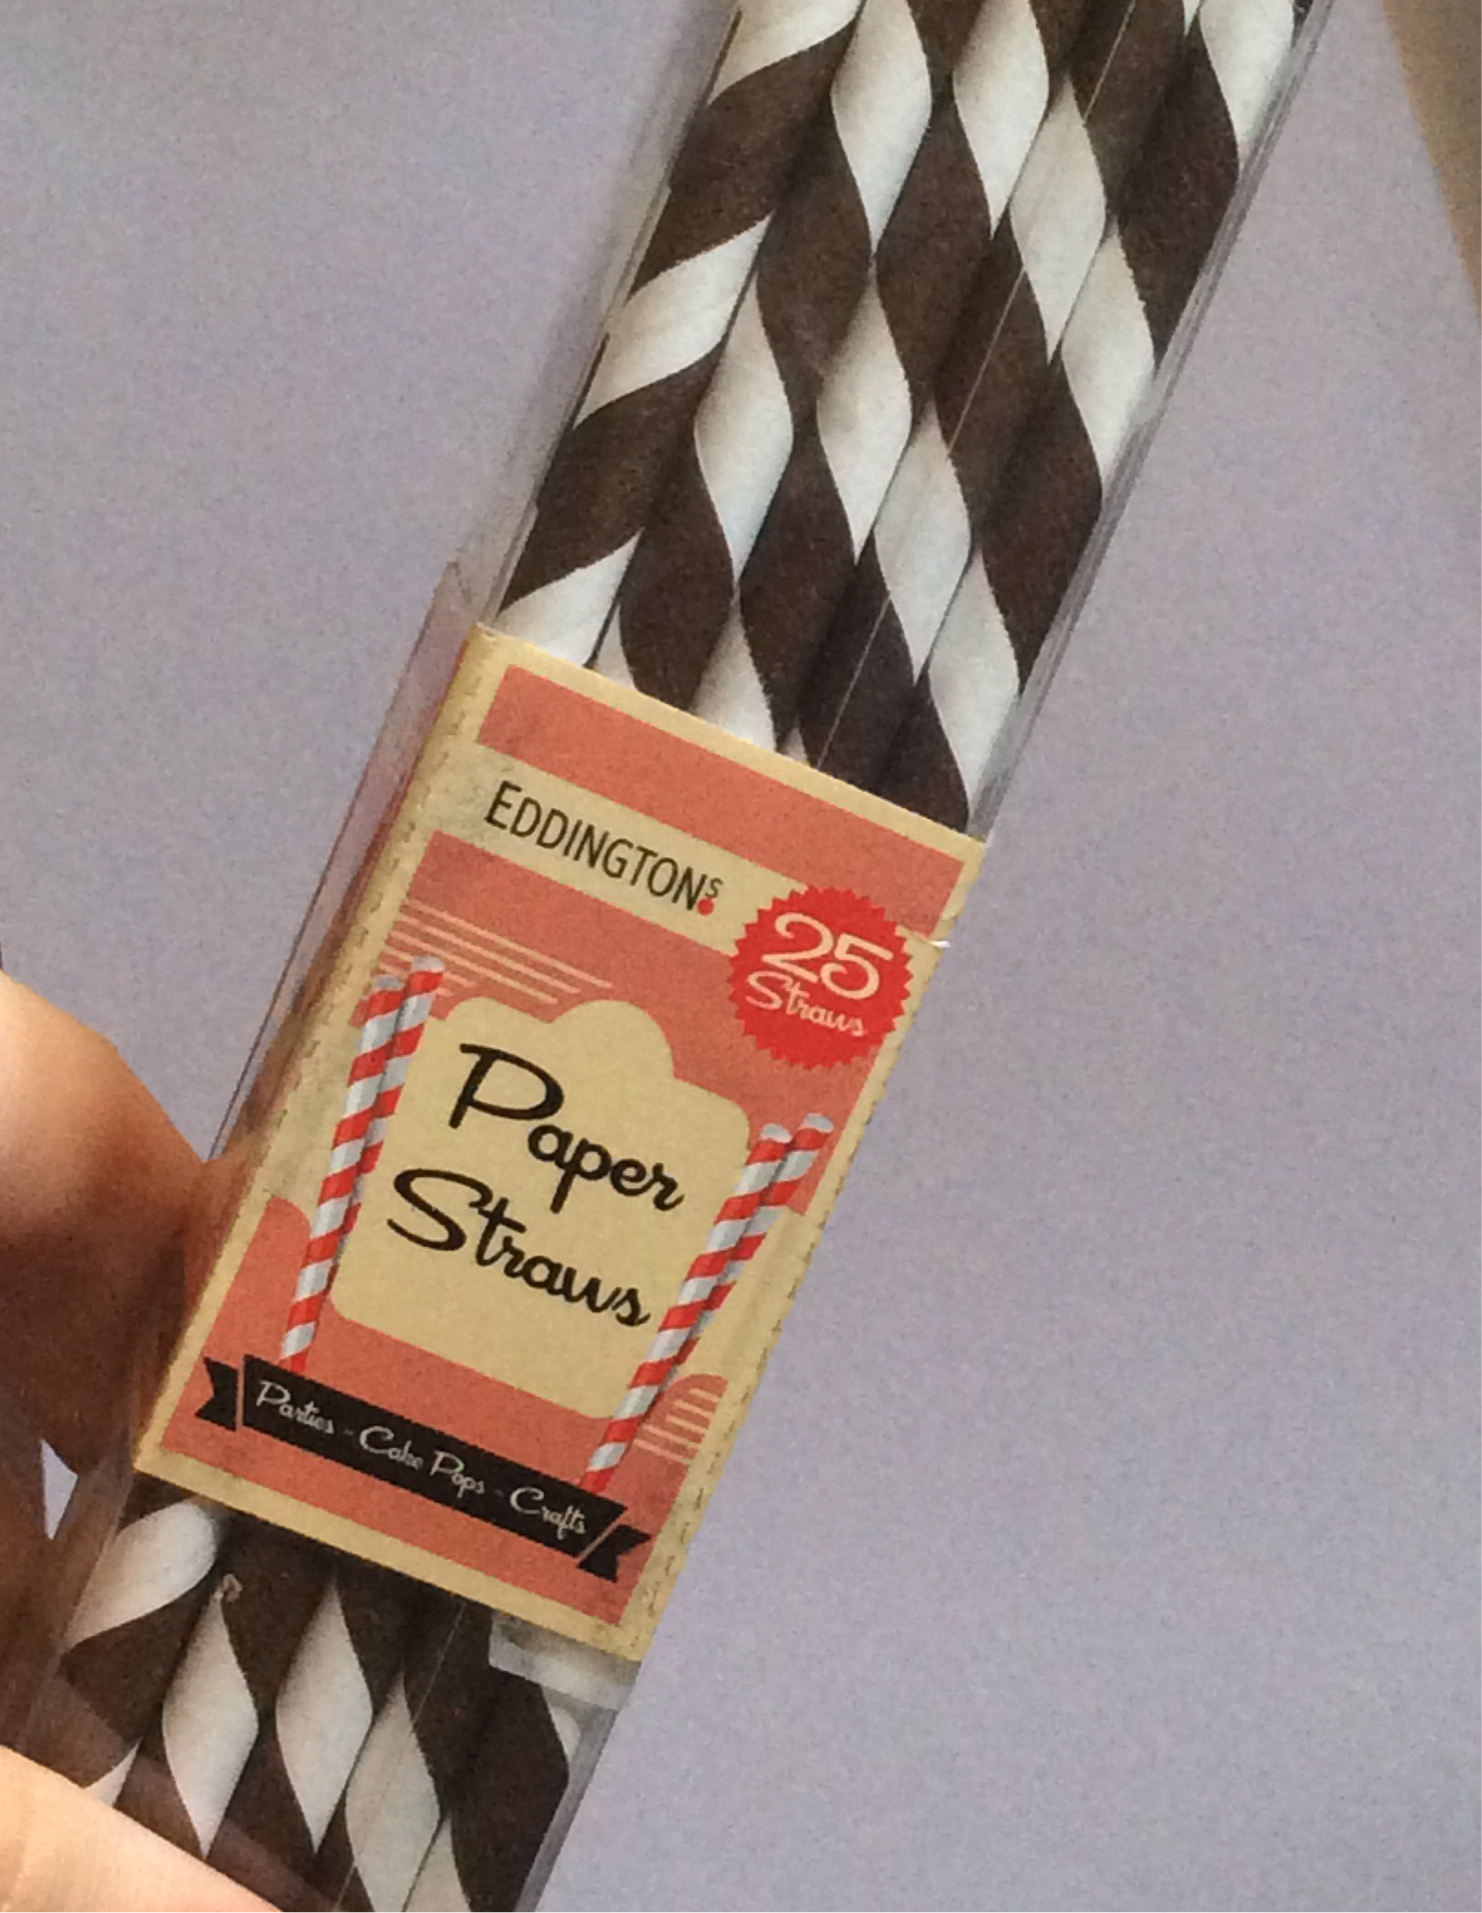 EDDINGTONs
25
Straws
Paper
Straws
Parties - Cake Pops - Crafts